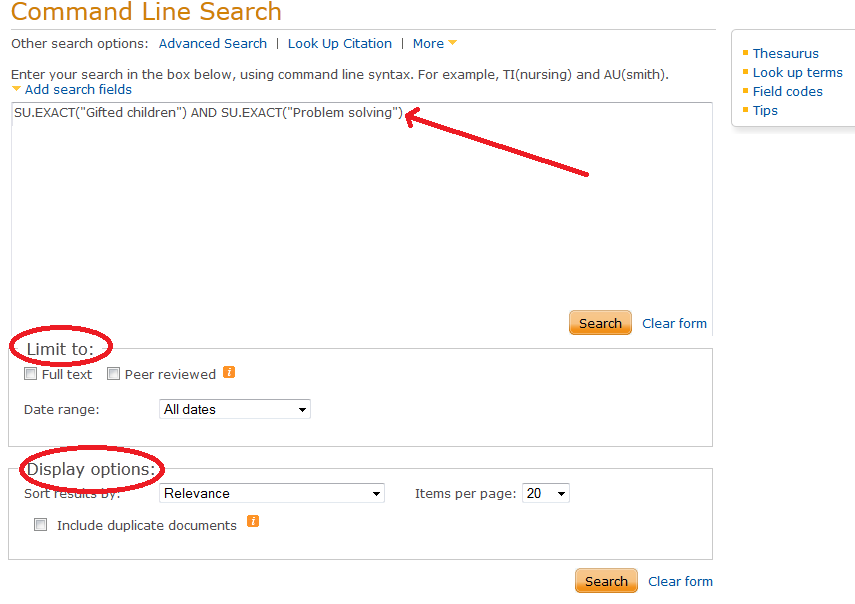 Command Line Search
Other search options: Advanced Search | Look Up Citation | More
Enter your search in the box below, using command line syntax. For example, TI(nursing) and AU(smith).
Add search fields
SU.EXACT("Gifted children") AND SU.EXACT("Problem solving")
Search Clear form
Thesaurus
Look up terms
Field codes
Tips
Limit to:
Full text Peer reviewed i
Date range: All dates
Display options:
Sort results by: Relevance Items per page: 20
Include duplicate documents i
Search Clear form